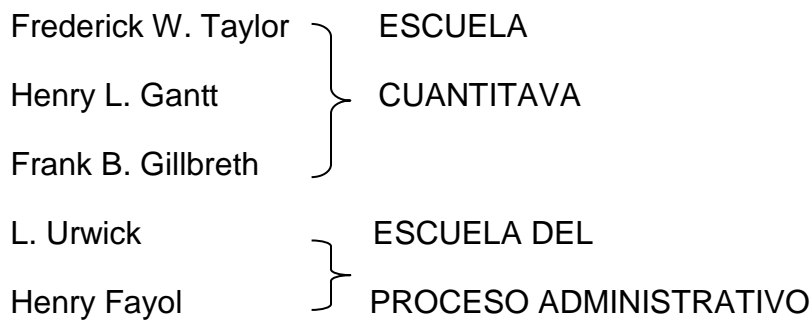 Frederick W. Taylor ESCUELA
Henry L. Gantt CUANTITAVA
Frank B. Gillbreth
L. Urwick ESCUELA DEL
Henry Fayol PROCESO ADMINISTRATIVO